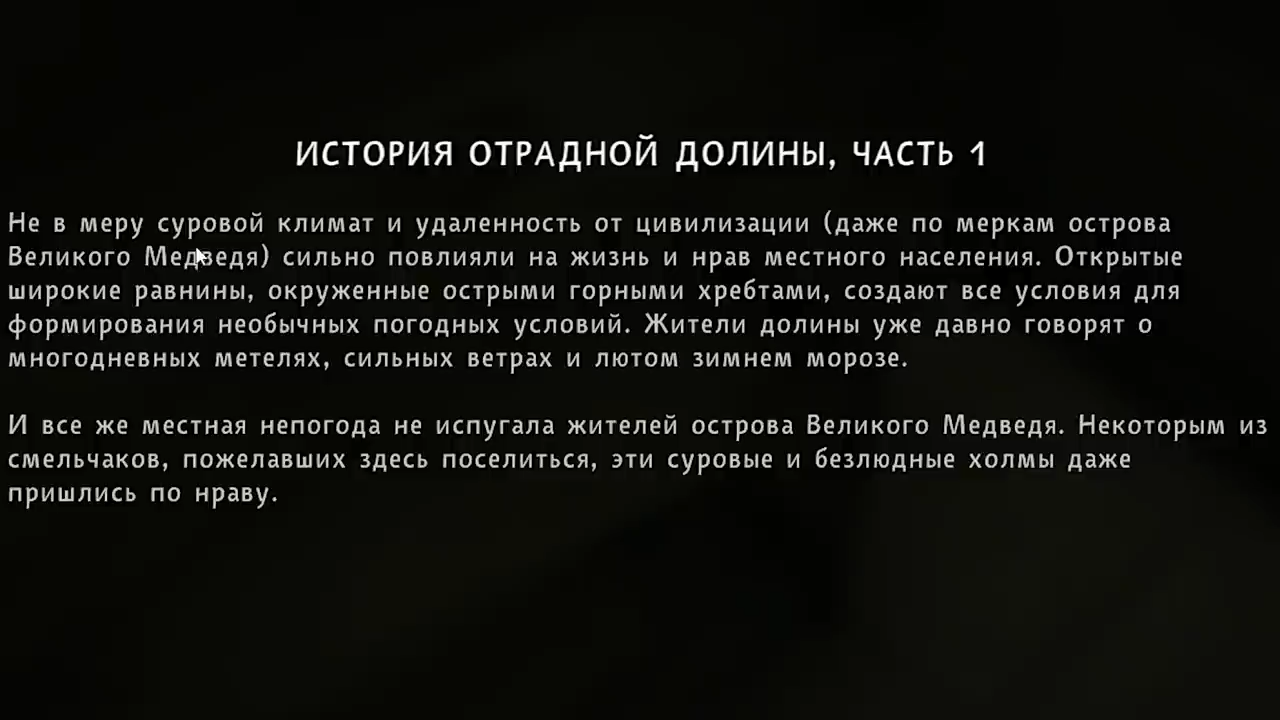 ИСТОРИЯ ОТРАДНОЙ ДОЛИНЫ, ЧАСТЬ 1
Не в меру суровой климат и удаленность от цивилизации (даже по меркам острова
Великого Медведя) сильно повлияли на жизнь и нрав местного населения. Открытые
широкие равнины, окруженные острыми горными хребтами, создают все условия для
формирования необычных погодных условий. Жители долины уже давно говорят о
многодневных метелях, сильных ветрах и лютом зимнем морозе.
И все же местная непогода не испугала жителей острова Великого Медведя. Некоторым из
смельчаков, пожелавших здесь поселиться, эти суровые и безлюдные холмы даже
пришлись по нраву.